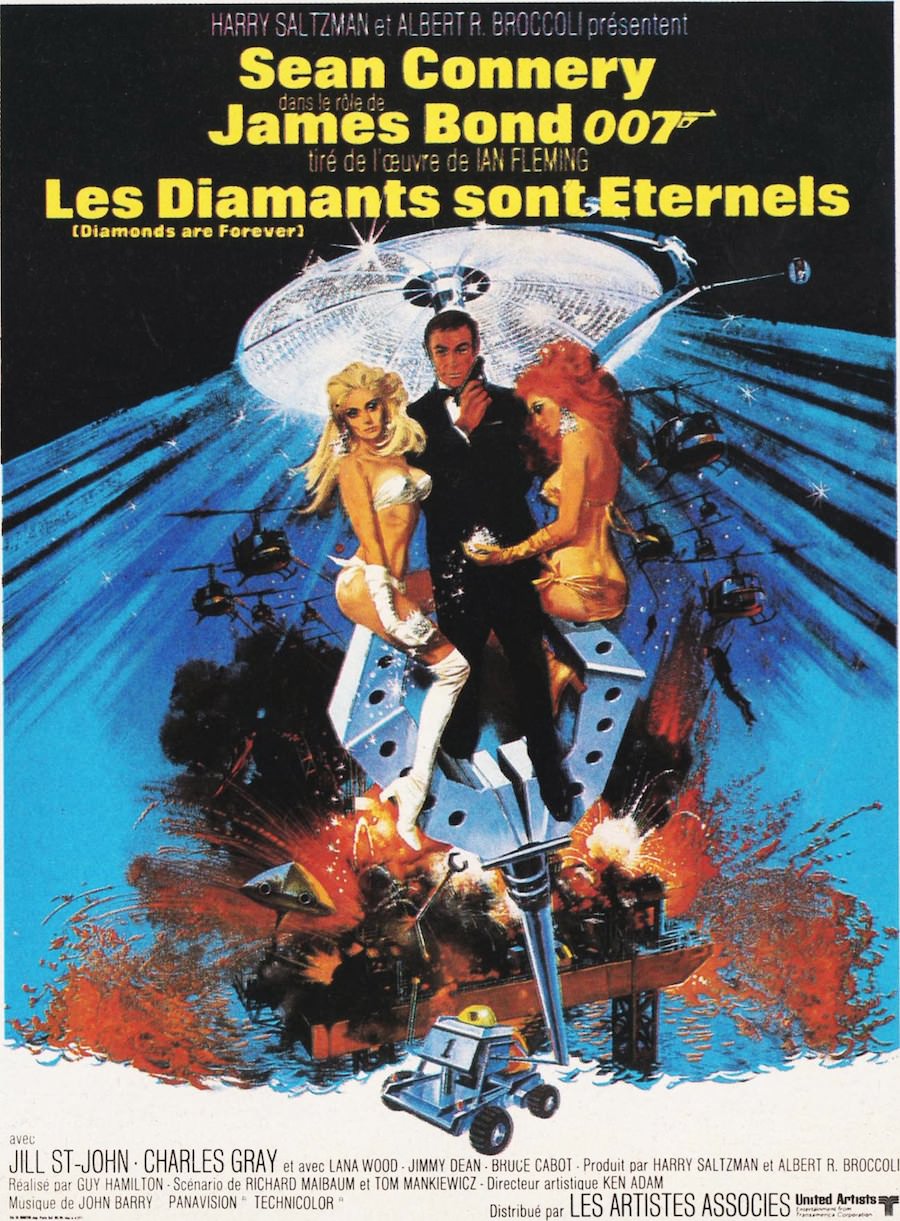 HARRY SALTZMAN et ALBERT R. BROCCOLI présentent
Sean Connery
dans le rôle de
James Bond 007
tiré de l'œuvre de IAN FLEMING
Les Diamants sont Eternels
(Diamonds are Forever)
avec
JILL ST-JOHN · CHARLES GRAY et avec LANA WOOD - JIMMY DEAN - BRUCE CABOT - Produit par HARRY SALTZMAN et ALBERT R. BROCCOLI
Réalisé par GUY HAMILTON - Scénario de RICHARD MAIBAUM et TOM MANKIEWICZ - Directeur artistique KEN ADAM
Musique de JOHN BARRY PANAVISION® TECHNICOLOR®
Distribué par LES ARTISTES ASSOCIES United Artists
Entertainment from
Transamerica Corporation